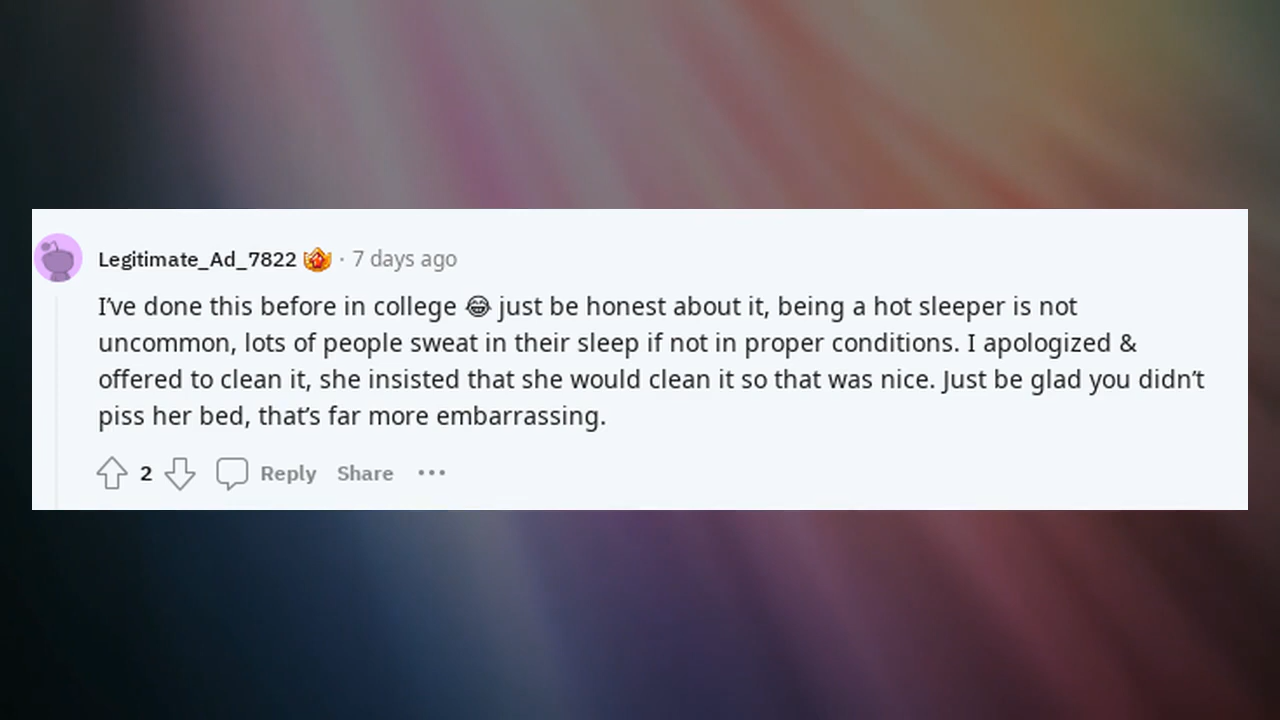 Legitimate_Ad_7822 · 7 days ago
I’ve done this before in college 😂 just be honest about it, being a hot sleeper is not
uncommon, lots of people sweat in their sleep if not in proper conditions. I apologized &
offered to clean it, she insisted that she would clean it so that was nice. Just be glad you didn’t
piss her bed, that’s far more embarrassing.
2 Reply Share •••